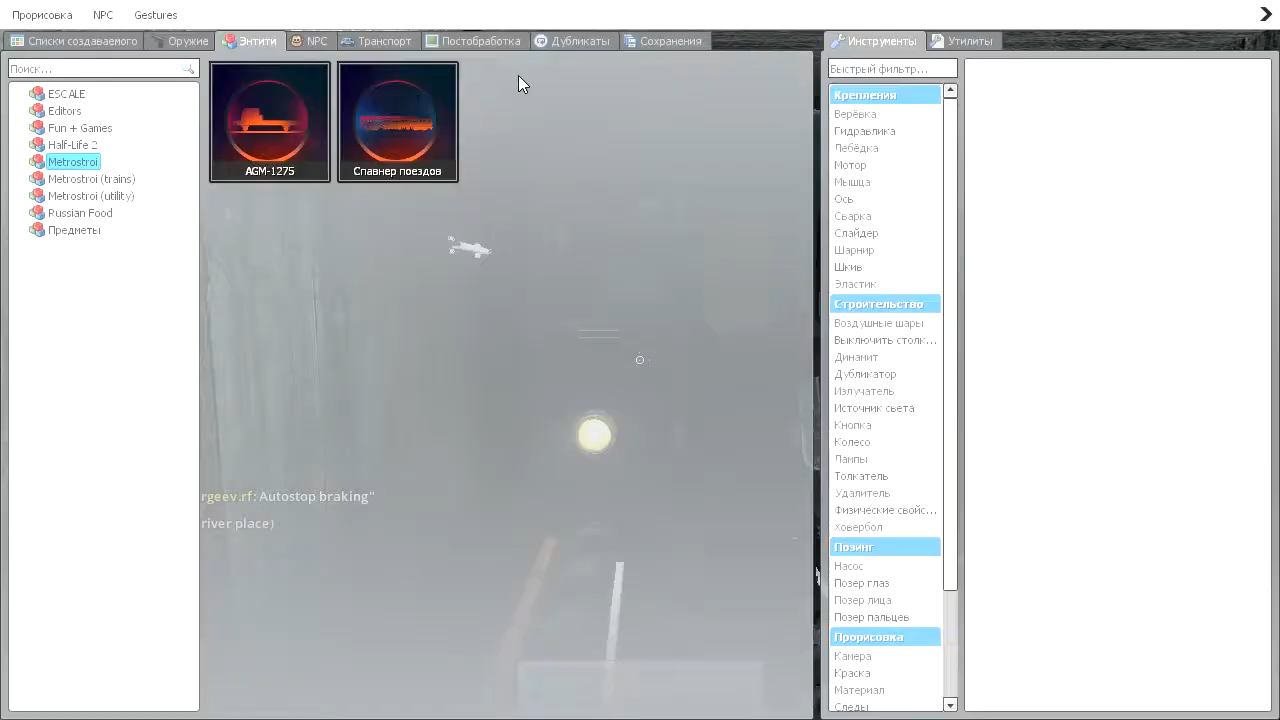 Прорисовка NPC Gestures
Списки создаваемого Оружие Энтити NPC Транспорт Постобработка Дубликаты Сохранения
Инструменты Утилиты
Поиск...
ESCALE
Editors
Fun + Games
Half-Life 2
Metrostroi
Metrostroi (trains)
Metrostroi (utility)
Russian Food
Предметы
AGM-1275 Спавнер поездов
rgeev.rf: Autostop braking"
river place)
Быстрый фильтр...
Крепления
Верёвка
Гидравлика
Лебёдка
Мотор
Мышца
Ось
Сварка
Слайдер
Шарнир
Шкив
Эластик
Строительство
Воздушные шары
Выключить столк...
Динамит
Дубликатор
Излучатель
Источник света
Кнопка
Колесо
Лампы
Толкатель
Удалитель
Физические свойс...
Ховербол
Позинг
Насос
Позер глаз
Позер лица
Позер пальцев
Прорисовка
Камера
Краска
Материал
Следы